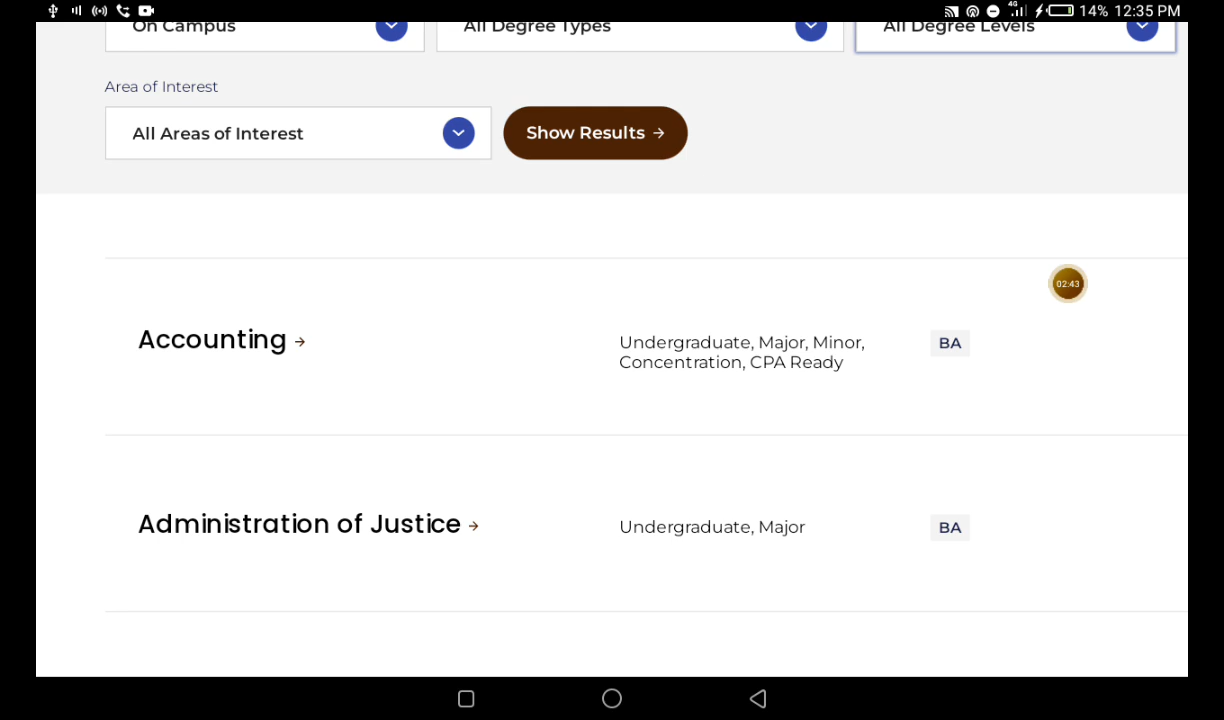 4G 14% 12:35 PM
On Campus All Degree Types All Degree Levels
Area of Interest
All Areas of Interest Show Results →
02:43
Accounting → Undergraduate, Major, Minor, BA
Concentration, CPA Ready
Administration of Justice → Undergraduate, Major BA